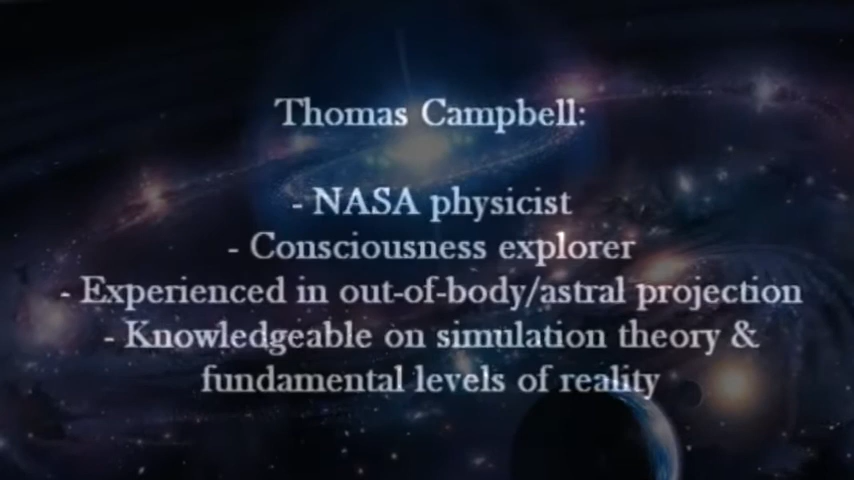 Thomas Campbell:
- NASA physicist
- Consciousness explorer
- Experienced in out-of-body/astral projection
- Knowledgeable on simulation theory &
fundamental levels of reality